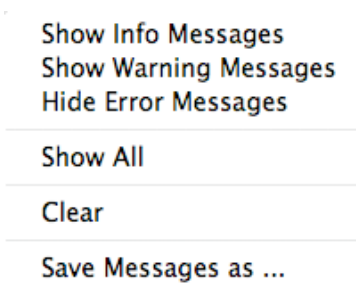 Show Info Messages
Show Warning Messages
Hide Error Messages
Show All
Clear
Save Messages as ...